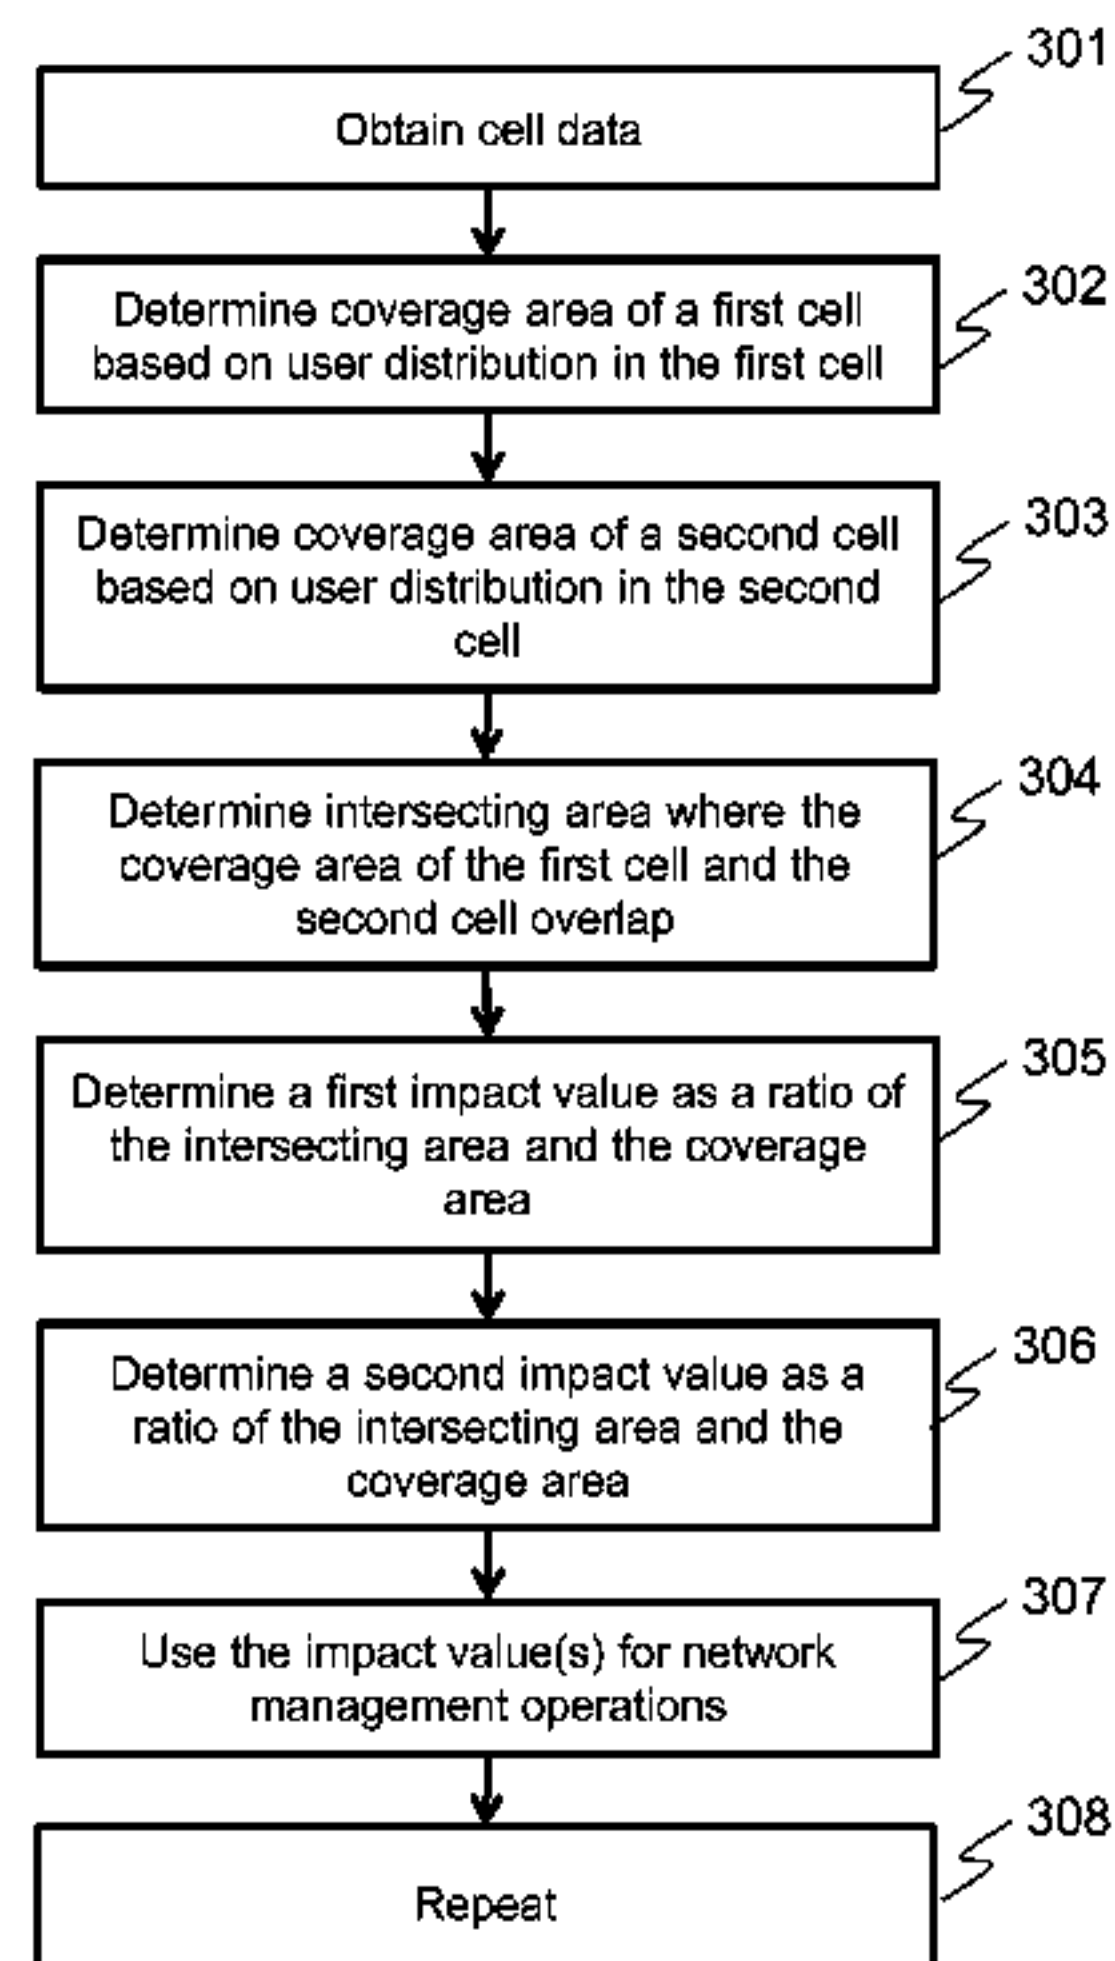 301
Obtain cell data
302
Determine coverage area of a first cell
based on user distribution in the first cell
303
Determine coverage area of a second cell
based on user distribution in the second
cell
304
Determine intersecting area where the
coverage area of the first cell and the
second cell overlap
305
Determine a first impact value as a ratio of
the intersecting area and the coverage
area
306
Determine a second impact value as a
ratio of the intersecting area and the
coverage area
307
Use the impact value(s) for network
management operations
308
Repeat